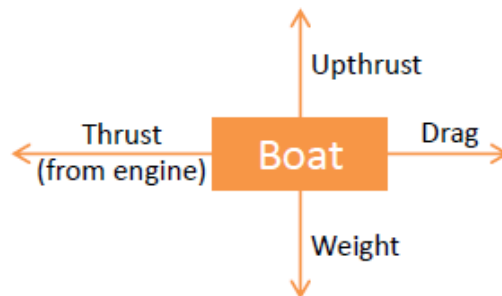 Upthrust
Thrust
(from engine)
Boat
Drag
Weight